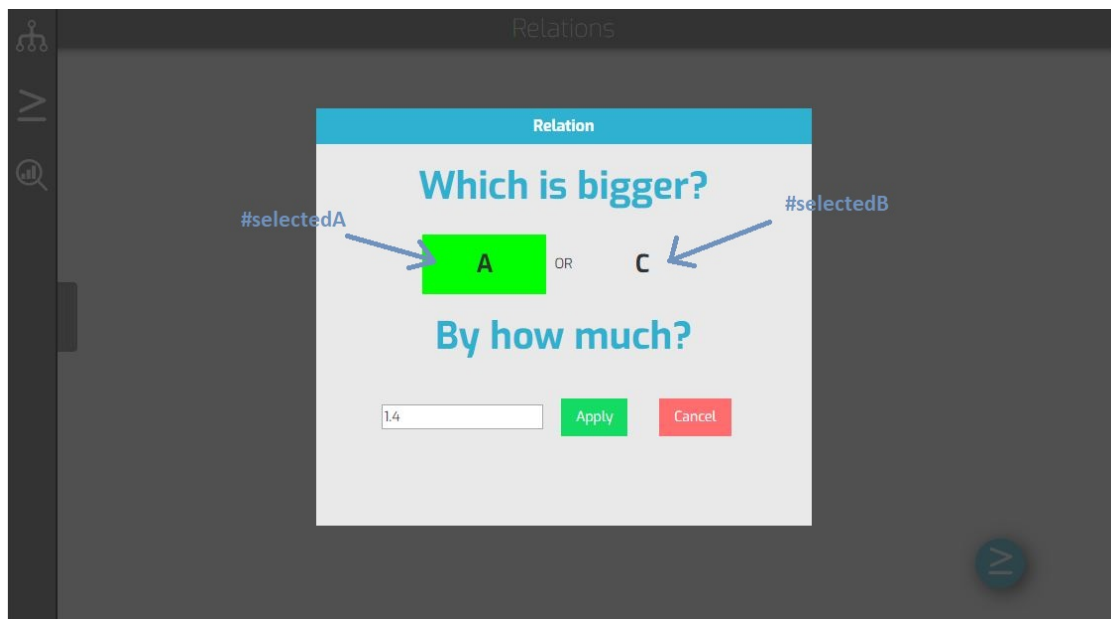 Relations
Relation
Which is bigger?
#selectedA
#selectedB
A OR C
By how much?
1.4 Apply Cancel